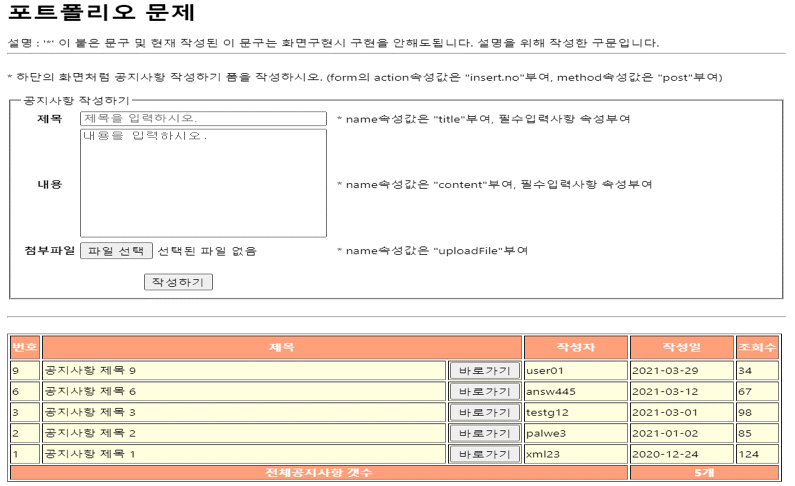 포트폴리오 문제
설명 : '*' 이 붙은 문구 및 현재 작성된 이 문구는 화면구현시 구현을 안해도됩니다. 설명을 위해 작성한 구문입니다.
* 하단의 화면처럼 공지사항 작성하기 폼을 작성하시오. (form의 action속성값은 "insert.no"부여, method속성값은 "post"부여)
공지사항 작성하기
제목 제목을 입력하시오. * name속성값은 "title"부여, 필수입력사항 속성부여
내용을 입력하시오.
내용 * name속성값은 "content"부여, 필수입력사항 속성부여
첨부파일 파일 선택 선택된 파일 없음 * name속성값은 "uploadFile"부여
작성하기
번호 제목 작성자 작성일 조회수
9 공지사항 제목 9 바로가기 user01 2021-03-29 34
6 공지사항 제목 6 바로가기 answ445 2021-03-12 67
3 공지사항 제목 3 바로가기 testg12 2021-03-01 98
2 공지사항 제목 2 바로가기 palwe3 2021-01-02 85
1 공지사항 제목 1 바로가기 xml23 2020-12-24 124
전체공지사항 갯수 5개